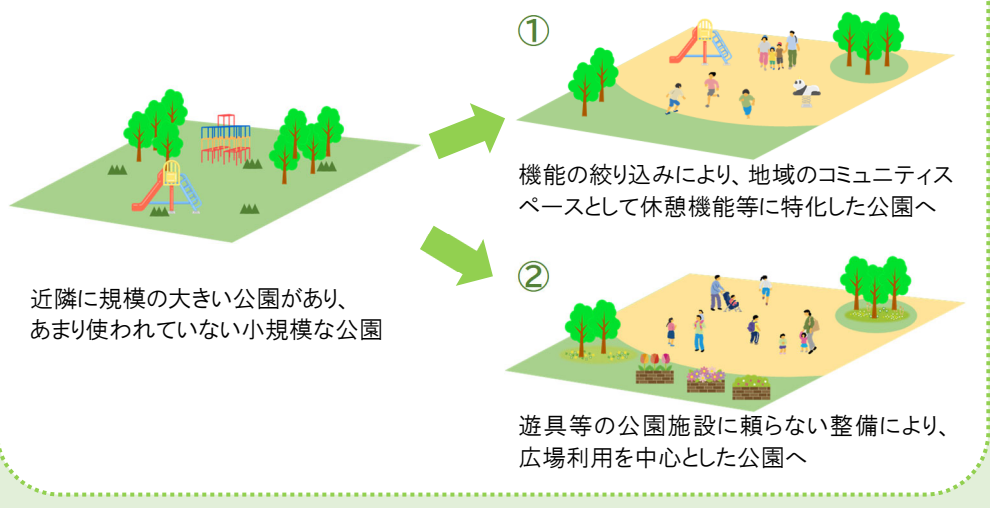 近隣に規模の大きい公園があり、
あまり使われていない小規模な公園
①
機能の絞り込みにより、地域のコミュニティス
ペースとして休憩機能等に特化した公園へ
②
遊具等の公園施設に頼らない整備により、
広場利用を中心とした公園へ